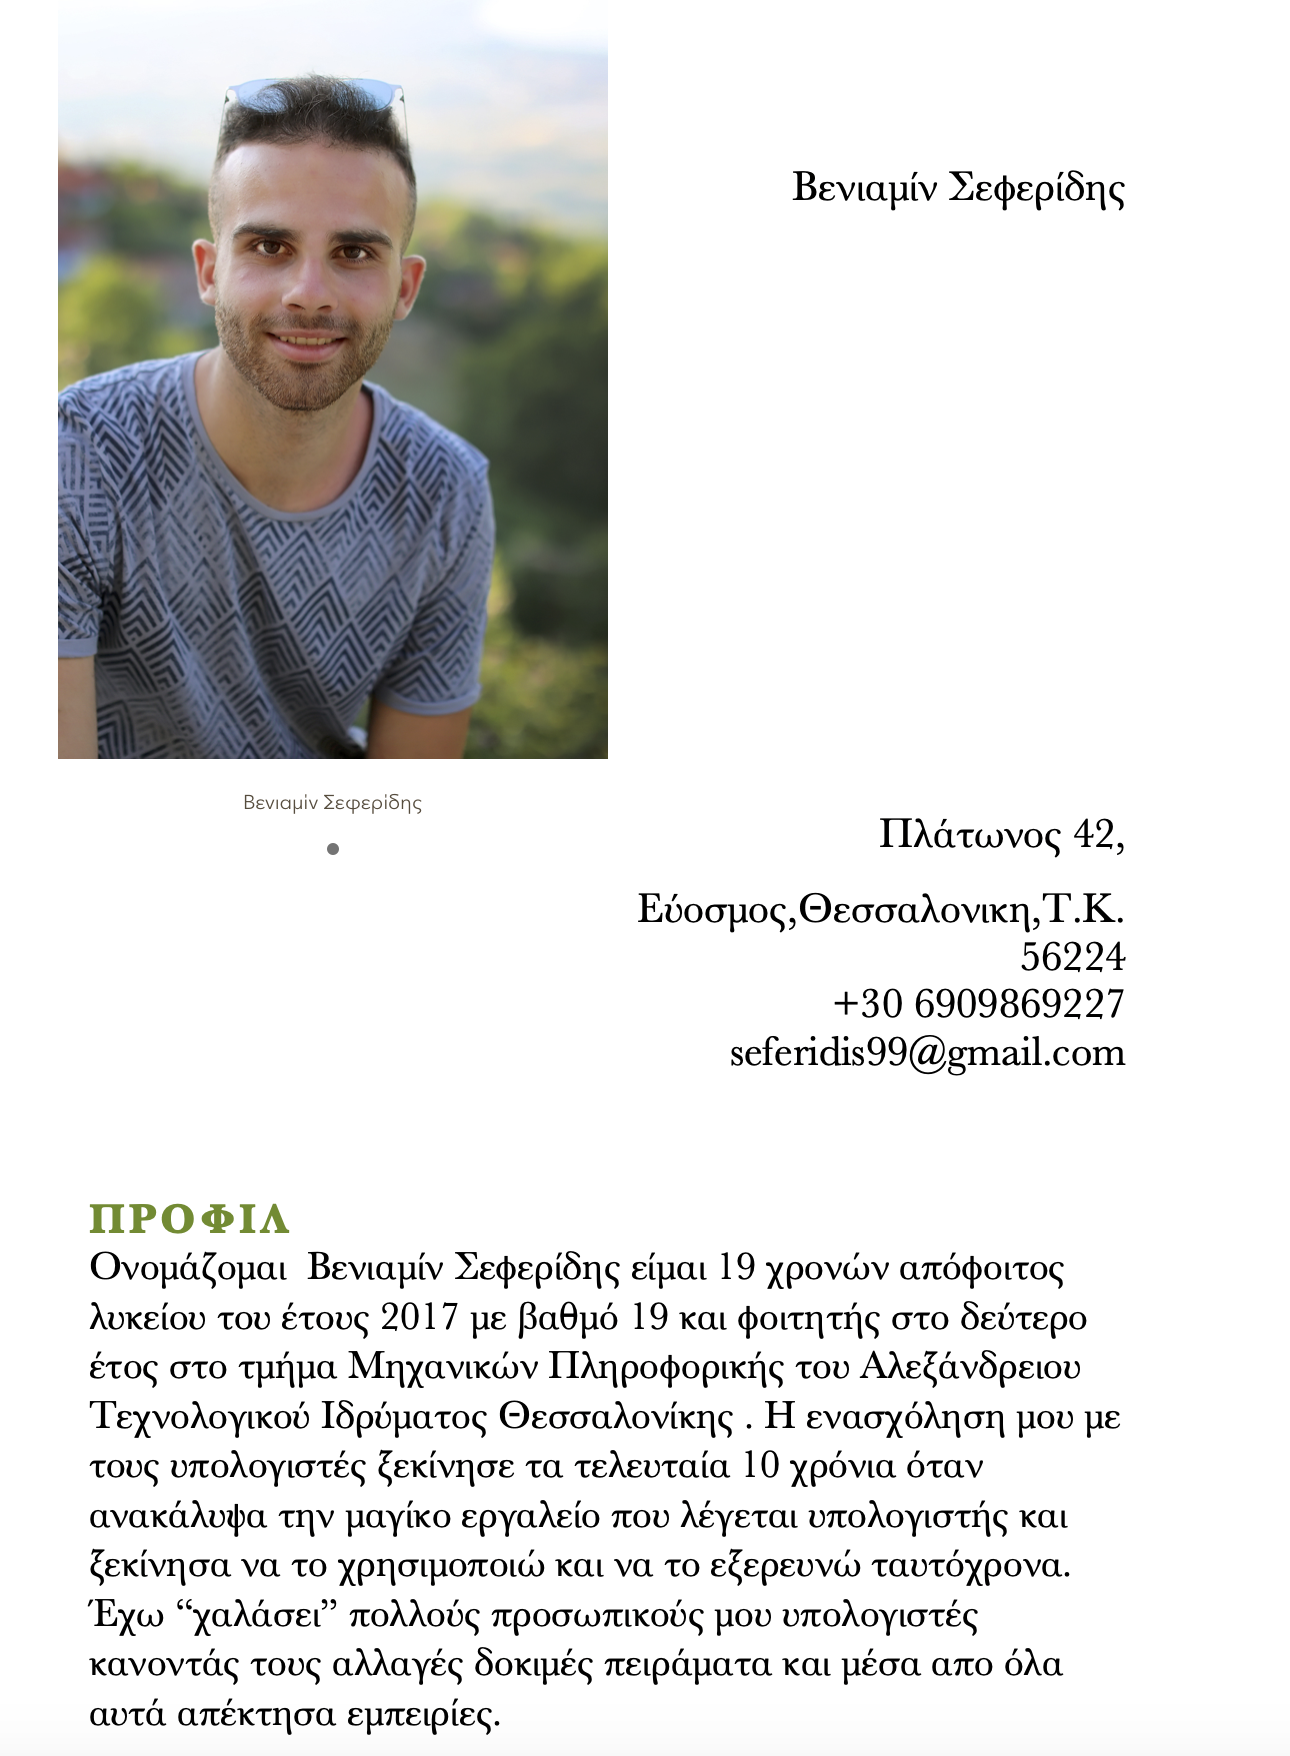 Βενιαμίν Σεφερίδης
Βενιαμίν Σεφερίδης
Πλάτωνος 42,
Εύοσμος,Θεσσαλονικη,Τ.Κ.
56224
+30 6909869227
seferidis99@gmail.com
ΠΡΟΦΙΛ
Ονομάζομαι  Βενιαμίν Σεφερίδης είμαι 19 χρονών απόφοιτος
λυκείου του έτους 2017 με βαθμό 19 και φοιτητής στο δεύτερο
έτος στο τμήμα Μηχανικών Πληροφορικής του Αλεξάνδρειου
Τεχνολογικού Ιδρύματος Θεσσαλονίκης . Η ενασχόληση μου με
τους υπολογιστές ξεκίνησε τα τελευταία 10 χρόνια όταν
ανακάλυψα την μαγίκο εργαλείο που λέγεται υπολογιστής και
ξεκίνησα να το χρησιμοποιώ και να το εξερευνώ ταυτόχρονα.
Έχω “χαλάσει” πολλούς προσωπικούς μου υπολογιστές
κανοντάς τους αλλαγές δοκιμές πειράματα και μέσα απο όλα
αυτά απέκτησα εμπειρίες.